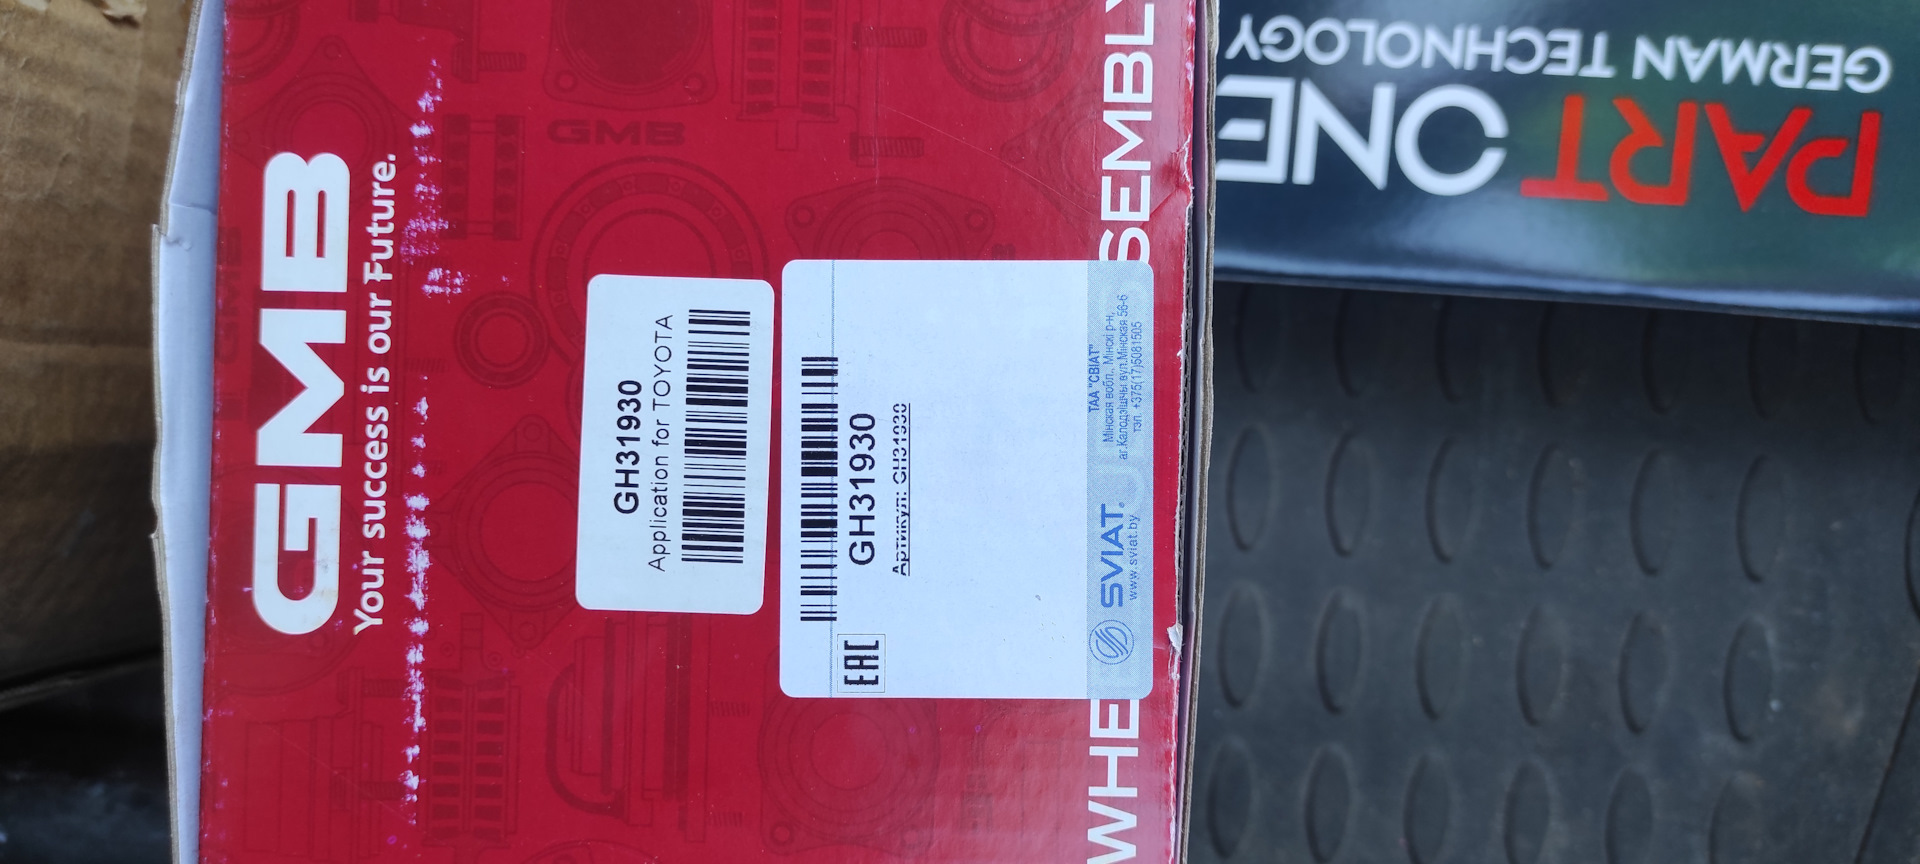 GMB
Your success is our Future.
GMB
GH31930
Application for TOYOTA
GH31930
Артикул: GH31930
EAC
SVIAT®
www.sviat.by
ТАА "СВІАТ"
Мінская вобл., Мінскі р-н,
аг.Калодзішчы вул.Мінская 56-6
тэл. +375(17)5081505
WHE
SEMBLY
PART ONE
GERMAN TECHNOLOGY